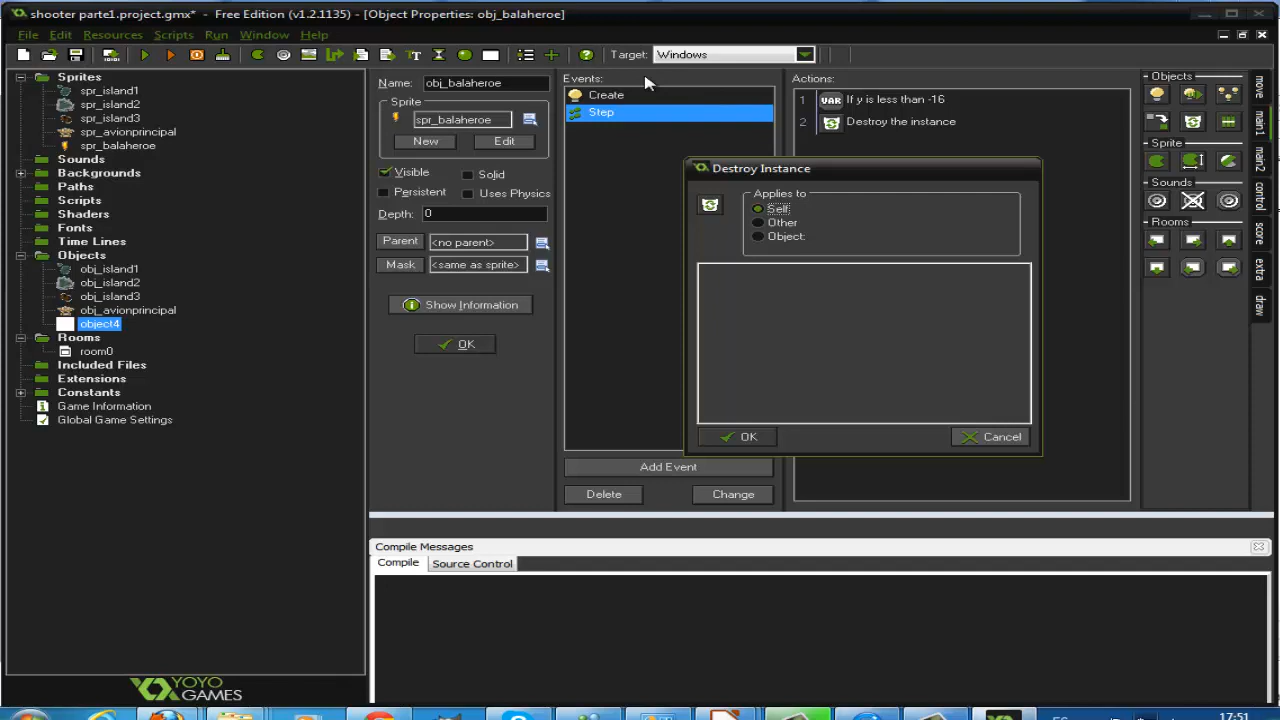 shooter parte1.project.gmx* - Free Edition (v1.2.1135) - [Object Properties: obj_balaheroe]
File Edit Resources Scripts Run Window Help
Target: Windows
Sprites
spr_island1
spr_island2
spr_island3
spr_avionprincipal
spr_balaheroe
Sounds
Backgrounds
Paths
Scripts
Shaders
Fonts
Time Lines
Objects
obj_island1
obj_island2
obj_island3
obj_avionprincipal
object4
Rooms
room0
Included Files
Extensions
Constants
Game Information
Global Game Settings
YOYO
GAMES
Name: obj_balaheroe
Sprite
spr_balaheroe
New Edit
Visible Solid
Persistent Uses Physics
Depth: 0
Parent <no parent>
Mask <same as sprite>
Show Information
OK
Events:
Create
Step
Add Event
Delete Change
Actions:
1 VAR If y is less than -16
2 Destroy the instance
Destroy Instance
Applies to
Self
Other
Object:
OK Cancel
Objects
Sprite
Sounds
Rooms
move
main1
main2
control
score
extra
draw
Compile Messages
Compile Source Control
ES
17:51